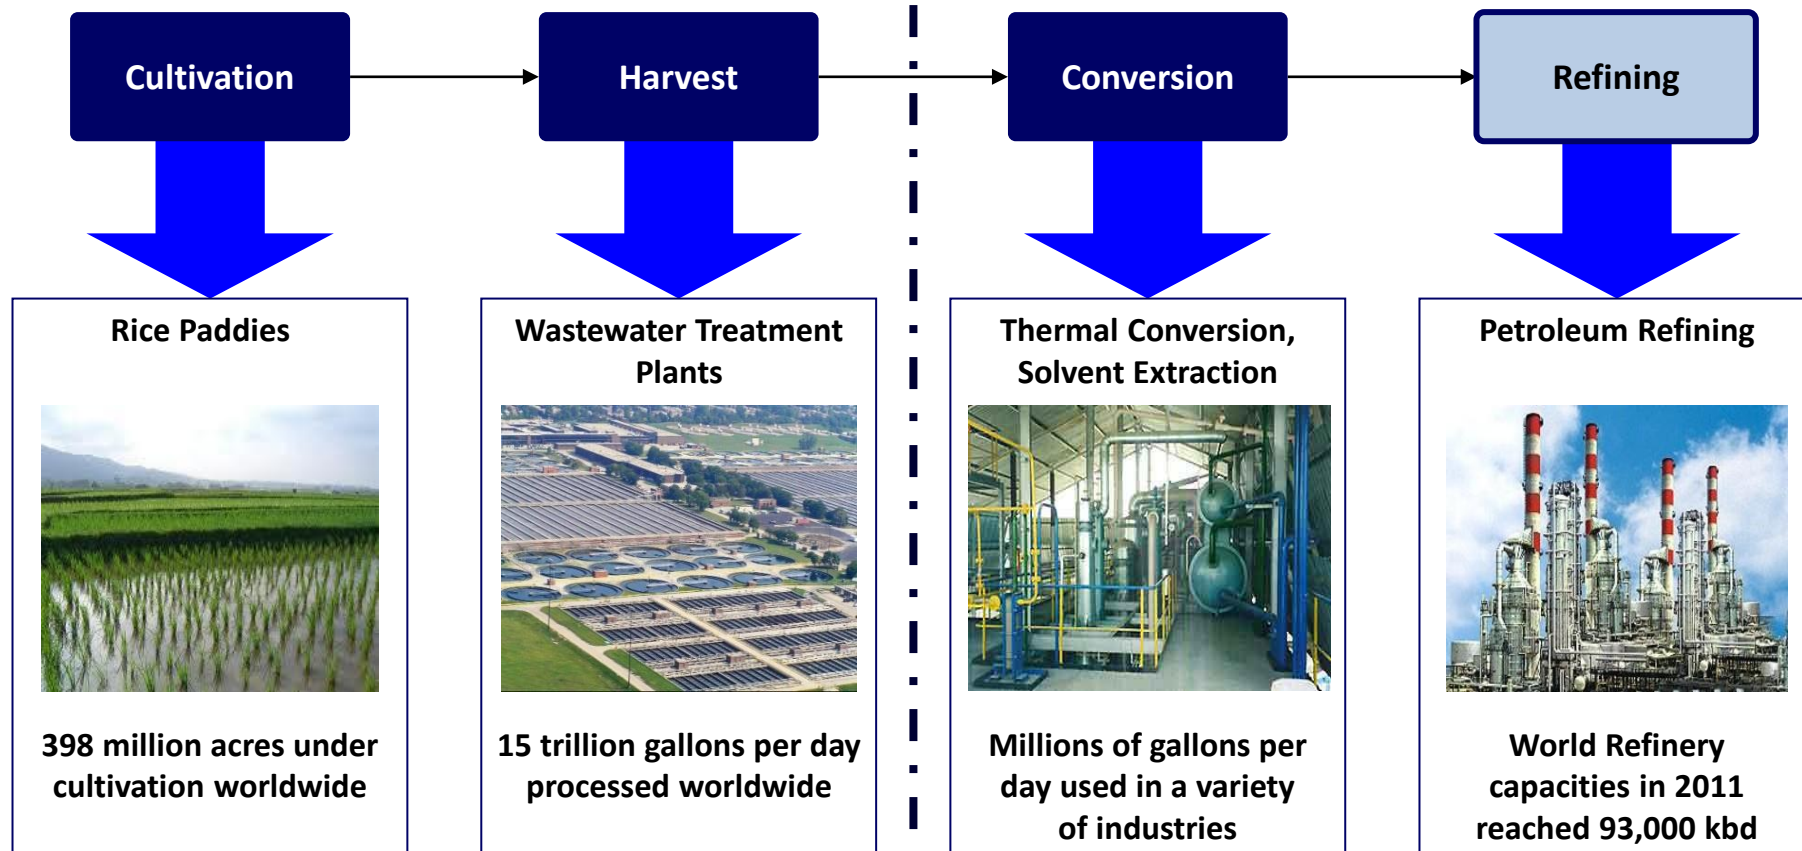 Cultivation
Harvest
Conversion
Refining
Rice Paddies
Wastewater Treatment
Plants
Thermal Conversion,
Solvent Extraction
Petroleum Refining
398 million acres under
cultivation worldwide
15 trillion gallons per day
processed worldwide
Millions of gallons per
day used in a variety
of industries
World Refinery
capacities in 2011
reached 93,000 kbd